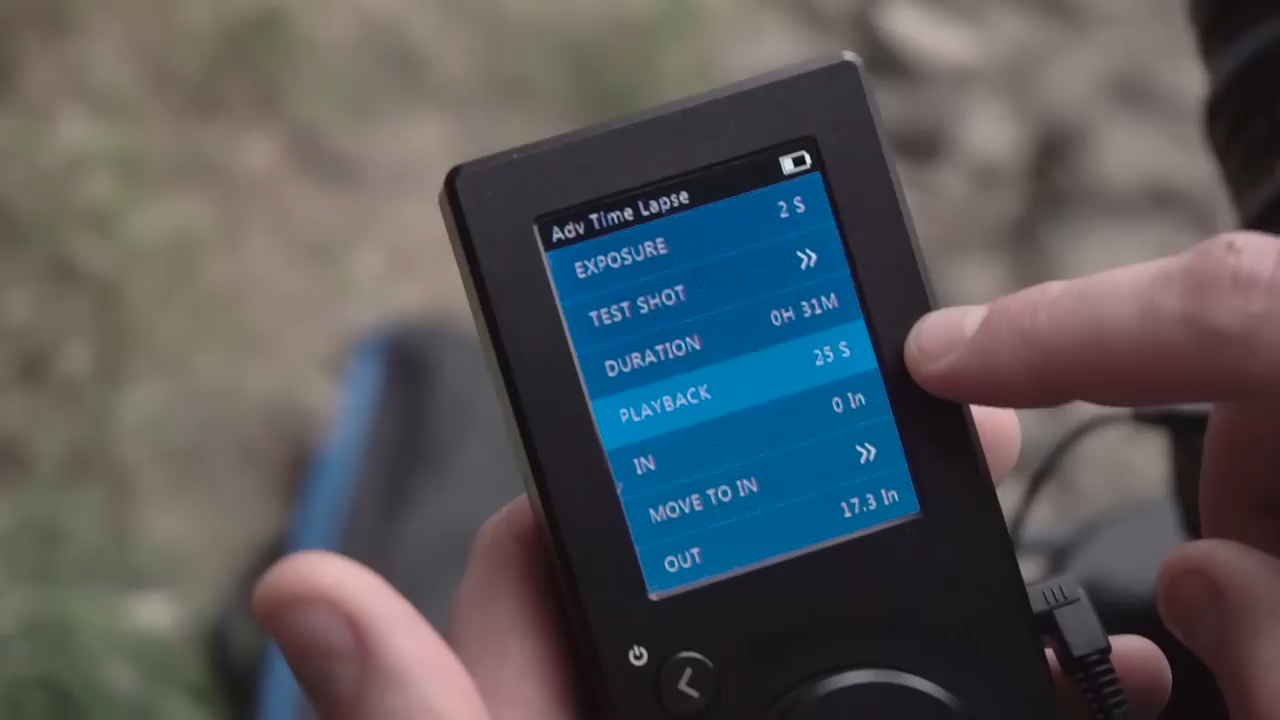 Adv Time Lapse
EXPOSURE 2 S
TEST SHOT »
DURATION 0H 31M
PLAYBACK 25 S
IN 0 In
MOVE TO IN »
OUT 17.3 In